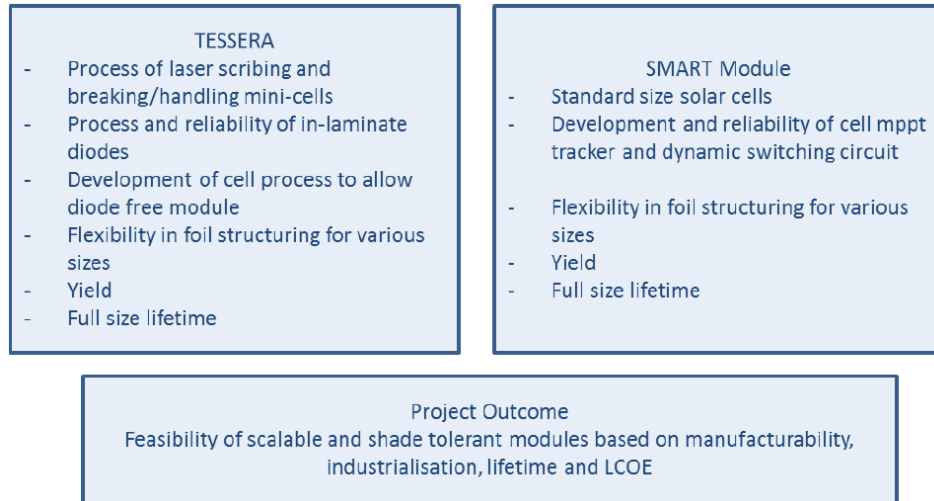 TESSERA
- Process of laser scribing and
breaking/handling mini-cells
- Process and reliability of in-laminate
diodes
- Development of cell process to allow
diode free module
- Flexibility in foil structuring for various
sizes
- Yield
- Full size lifetime
SMART Module
- Standard size solar cells
- Development and reliability of cell mppt
tracker and dynamic switching circuit
- Flexibility in foil structuring for various
sizes
- Yield
- Full size lifetime
Project Outcome
Feasibility of scalable and shade tolerant modules based on manufacturability,
industrialisation, lifetime and LCOE